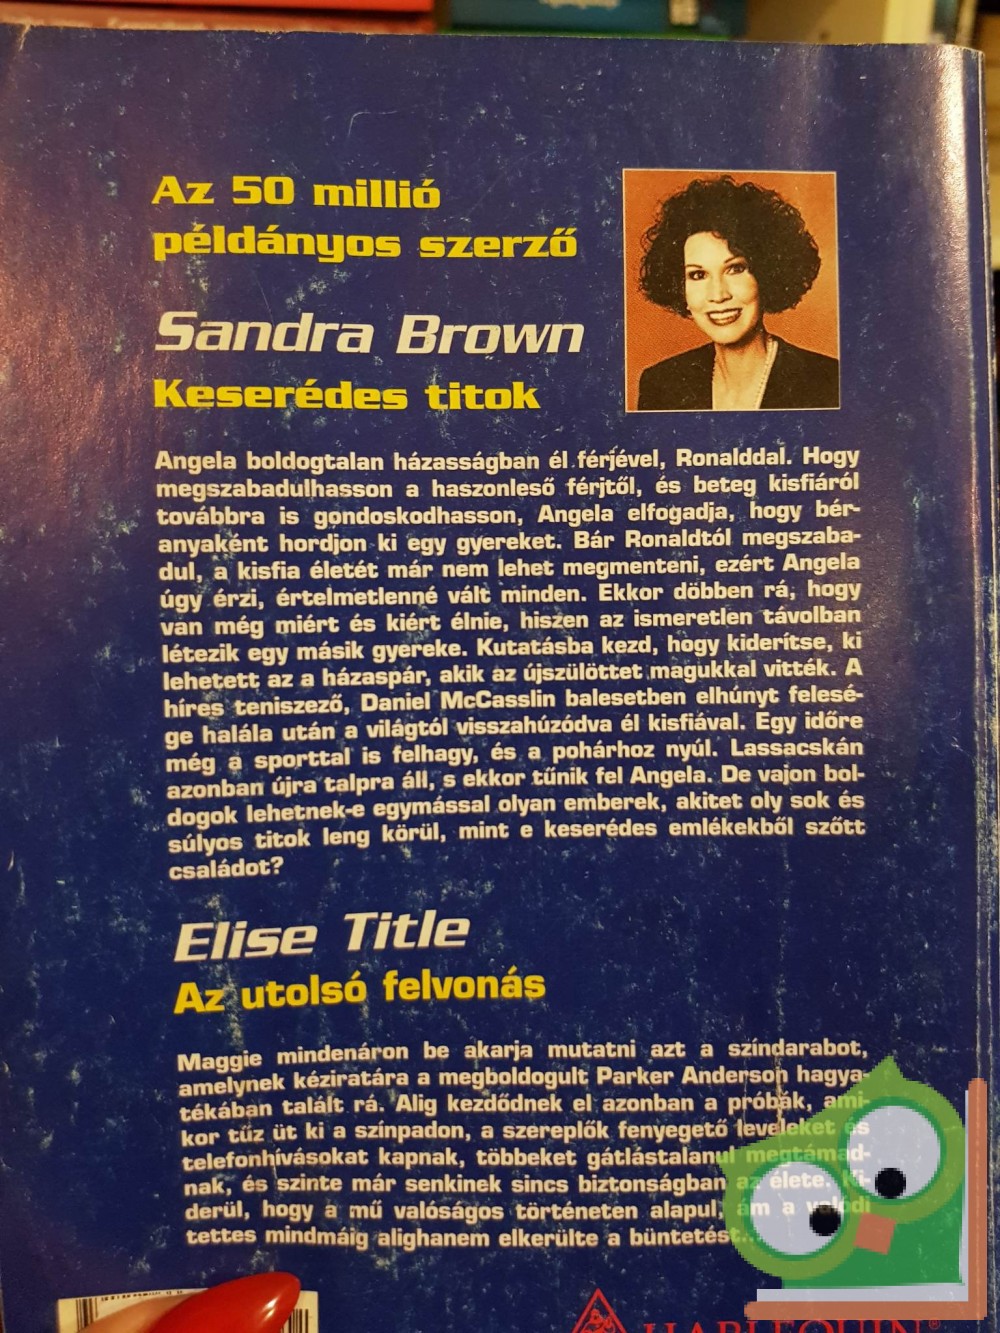 Az 50 millió
példányos szerző
Sandra Brown
Keserédes titok
Angela boldogtalan házasságban él férjével, Ronalddal. Hogy
megszabadulhasson a haszonleső férjtől, és beteg kisfiáról
továbbra is gondoskodhasson, Angela elfogadja, hogy bér-
anyaként hordjon ki egy gyereket. Bár Ronaldtól megszaba-
dul, a kisfia életét már nem lehet megmenteni, ezért Angela
úgy érzi, értelmetlenné vált minden. Ekkor döbben rá, hogy
van még miért és kiért élnie, hiszen az ismeretlen távolban
létezik egy másik gyereke. Kutatásba kezd, hogy kiderítse, ki
lehetett az a házaspár, akik az újszülöttet magukkal vitték. A
híres teniszező, Daniel McCasslin balesetben elhúnyt felesé-
ge halála után a világtól visszahúzódva él kisfiával. Egy időre
még a sporttal is felhagy, és a pohárhoz nyúl. Lassacskán
azonban újra talpra áll, s ekkor tűnik fel Angela. De vajon bol-
dogok lehetnek-e egymással olyan emberek, akitet oly sok és
súlyos titok leng körül, mint e keserédes emlékekből szőtt
családot?
Elise Title
Az utolsó felvonás
Maggie mindenáron be akarja mutatni azt a színdarabot,
amelynek kéziratára a megboldogult Parker Anderson hagya-
tékában talált rá. Alig kezdődnek el azonban a próbák, ami-
kor tűz üt ki a színpadon, a szereplők fenyegető leveleket és
telefonhívásokat kapnak, többeket gátlástalanul megtámad-
nak, és szinte már senkinek sincs biztonságban az élete. Ki-
derül, hogy a mű valóságos történeten alapul, ám a valódi
tettes mindmáig alighanem elkerülte a büntetést...
HARLEQUIN®